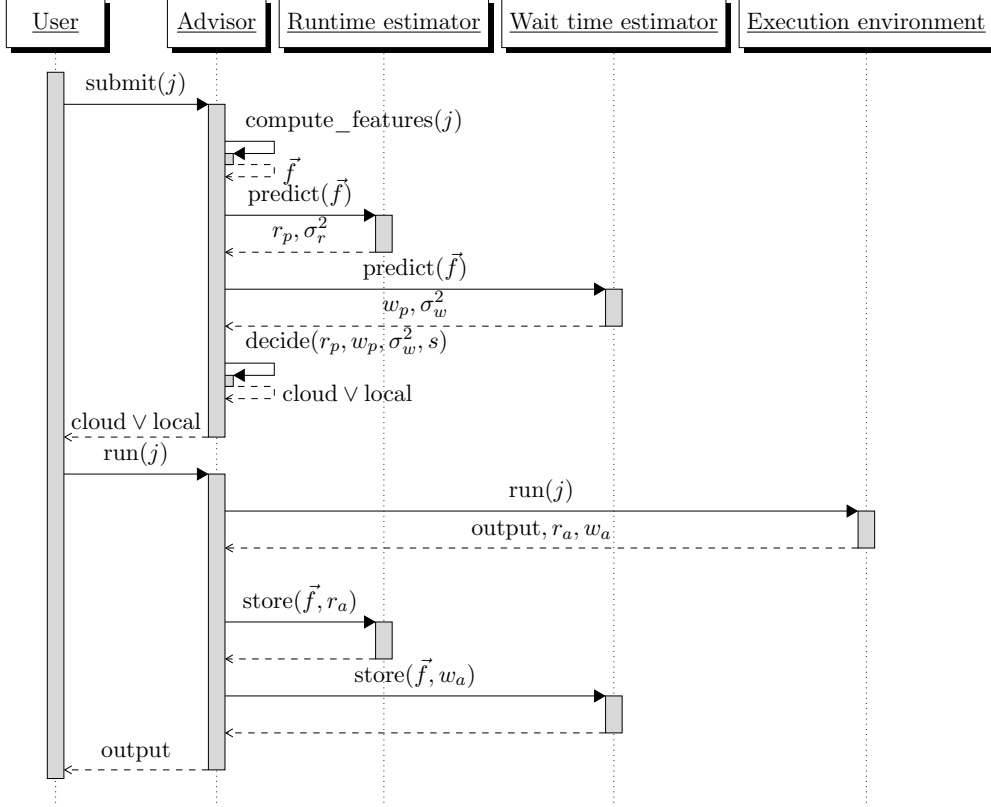 User Advisor Runtime estimator Wait time estimator Execution environment
submit(j)
compute_features(j)
f⃗
predict(f⃗)
r_p, σ_r^2
predict(f⃗)
w_p, σ_w^2
decide(r_p, w_p, σ_w^2, s)
cloud ∨ local
cloud ∨ local
run(j)
run(j)
output, r_a, w_a
store(f⃗, r_a)
store(f⃗, w_a)
output